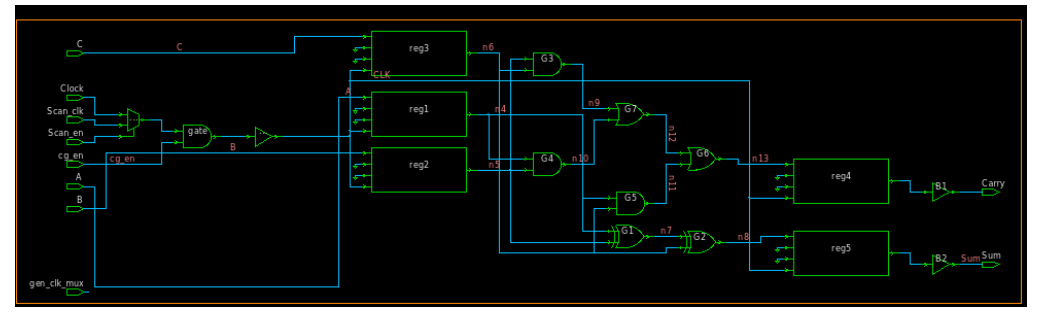 C
C
n6
reg3
G3
CLK
Clock
Scan_clk
Scan_en
cg_en
cg_en
gate
A
reg1
n4
n9
G7
n12
B
reg2
n5
G4
n10
G6
n13
n11
A
B
G5
reg4
B1
Carry
G1
n7
G2
n8
reg5
B2
Sum
Sum
gen_clk_mux